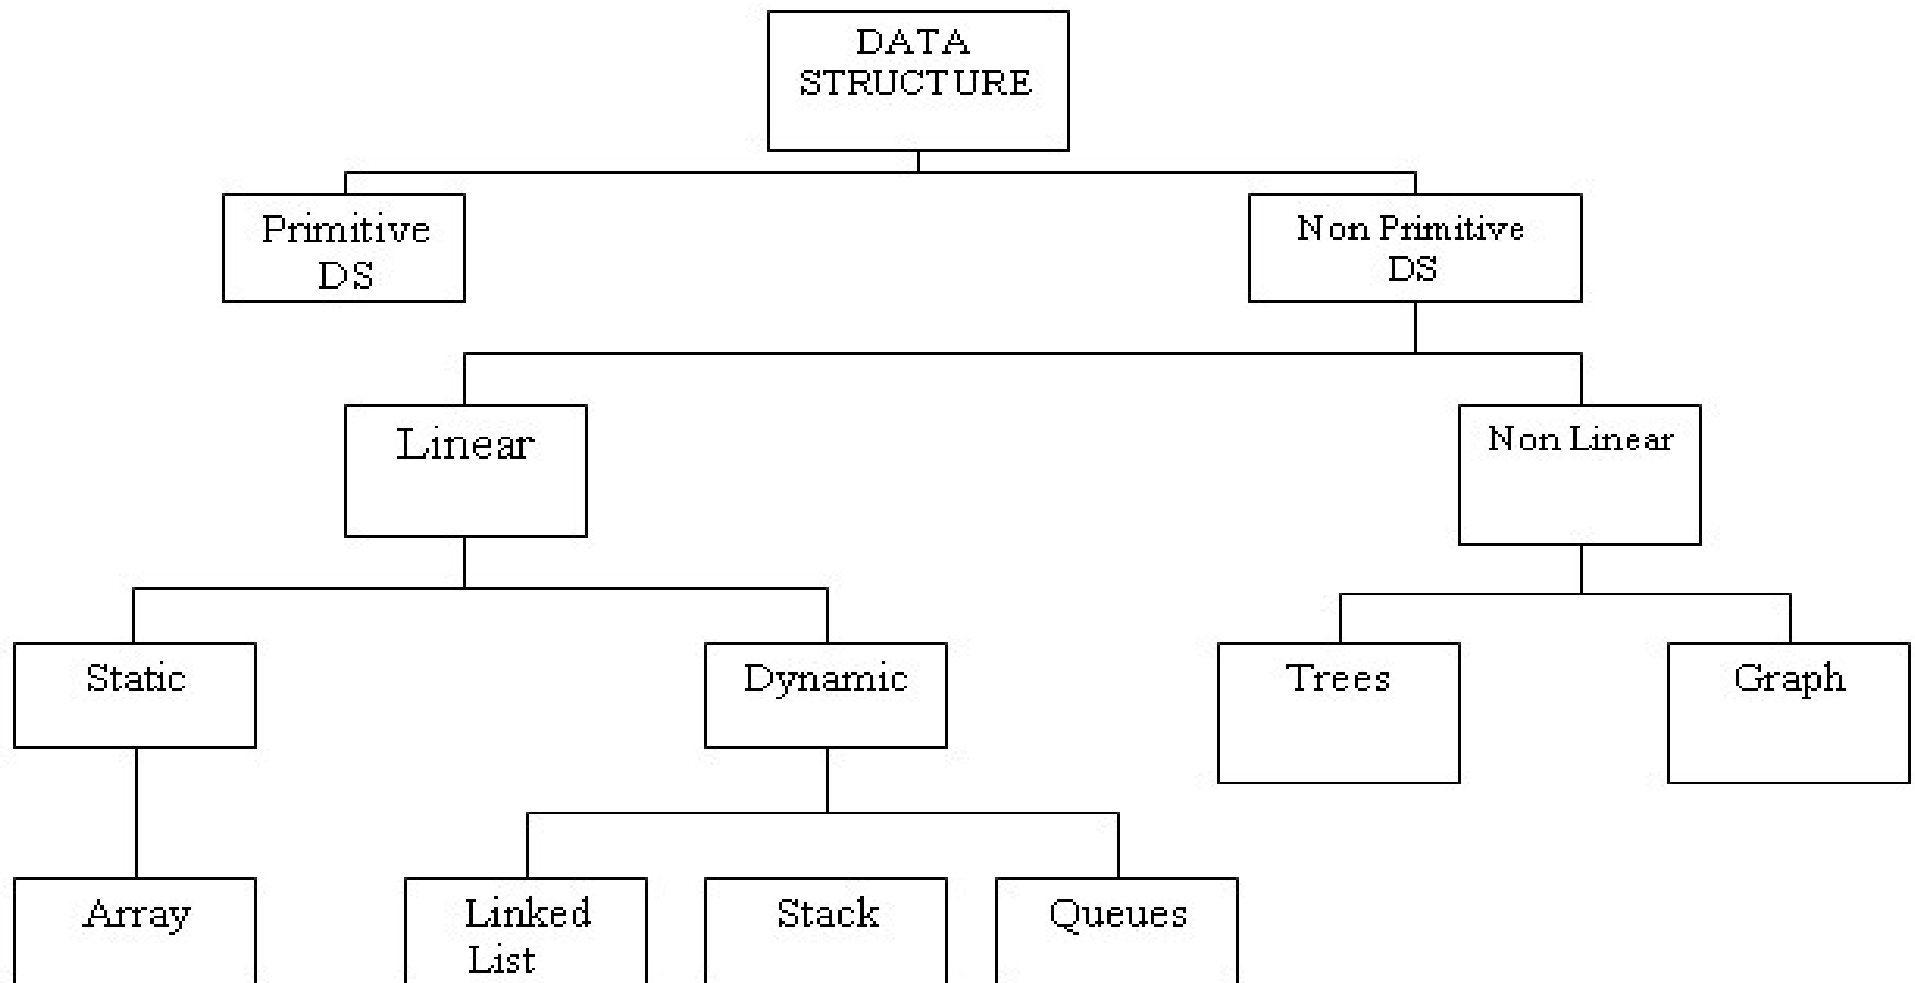 DATA
STRUCTURE
Primitive
DS
Non Primitive
DS
Linear
Non Linear
Static
Dynamic
Trees
Graph
Array
Linked
List
Stack
Queues